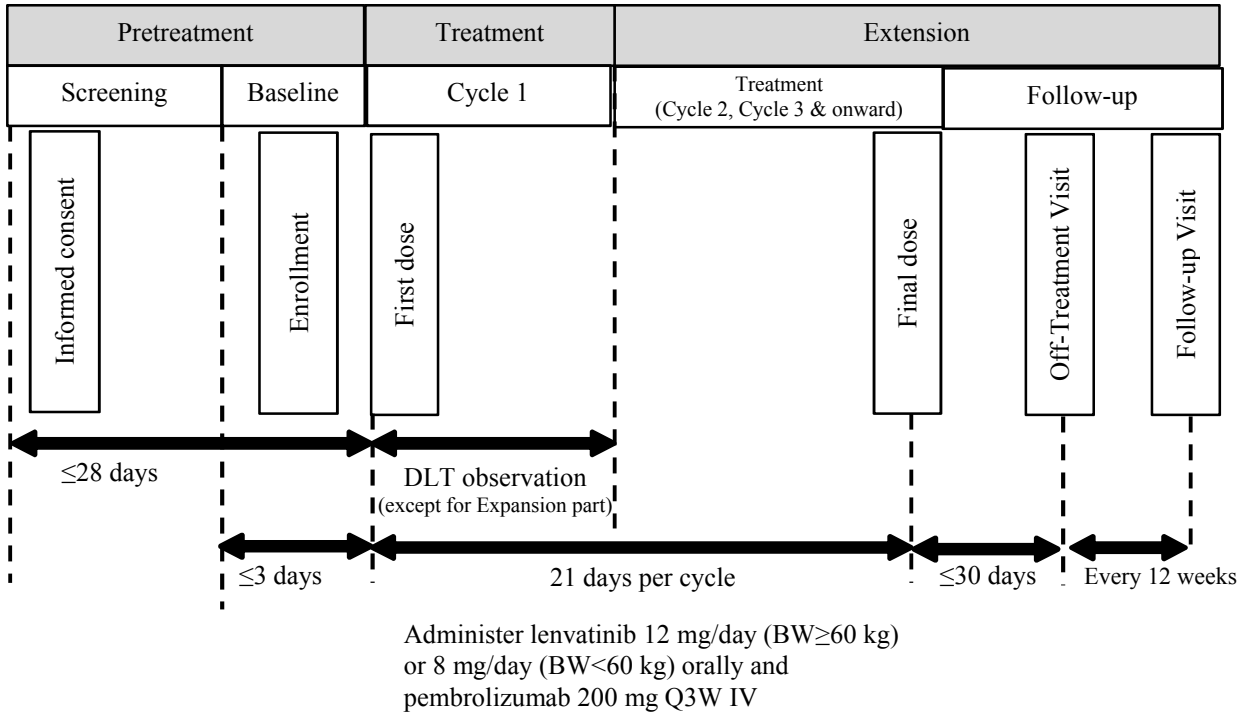 Pretreatment
Treatment
Extension
Screening
Baseline
Cycle 1
Treatment
(Cycle 2, Cycle 3 & onward)
Follow-up
Informed consent
Enrollment
First dose
Final dose
Off-Treatment Visit
Follow-up Visit
≤28 days
DLT observation
(except for Expansion part)
≤3 days
21 days per cycle
≤30 days
Every 12 weeks
Administer lenvatinib 12 mg/day (BW≥60 kg)
or 8 mg/day (BW<60 kg) orally and
pembrolizumab 200 mg Q3W IV